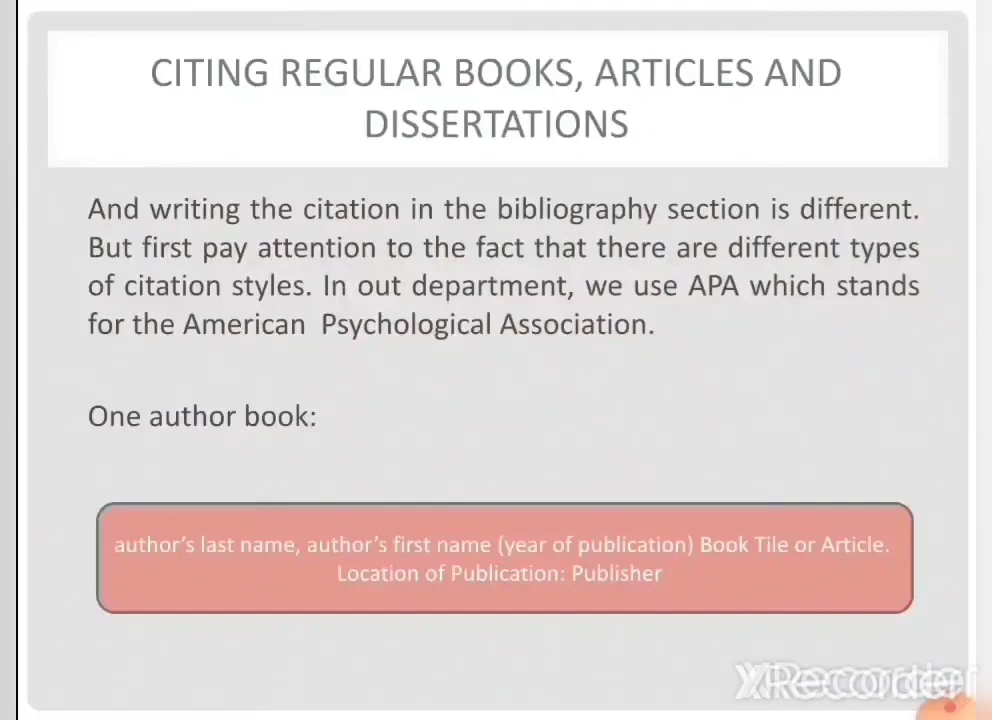 CITING REGULAR BOOKS, ARTICLES AND
DISSERTATIONS
And writing the citation in the bibliography section is different.
But first pay attention to the fact that there are different types
of citation styles. In out department, we use APA which stands
for the American Psychological Association.
One author book:
author’s last name, author’s first name (year of publication) Book Tile or Article.
Location of Publication: Publisher
XRecorder